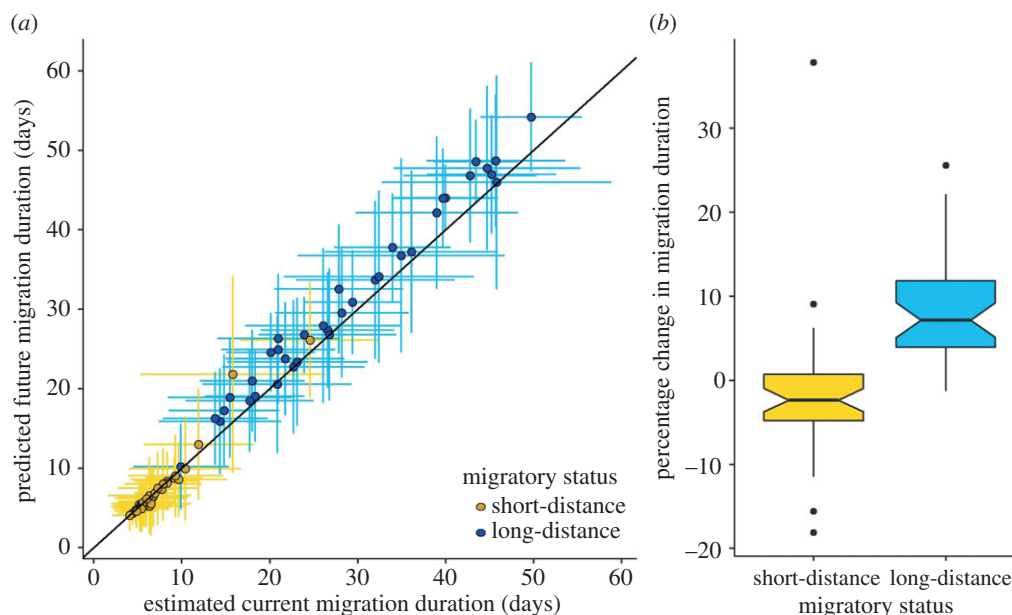 (a)
predicted future migration duration (days)
60
50
40
30
20
10
0
0 10 20 30 40 50 60
estimated current migration duration (days)
migratory status
short-distance
long-distance
(b)
percentage change in migration duration
30
20
10
0
−10
−20
short-distance long-distance
migratory status